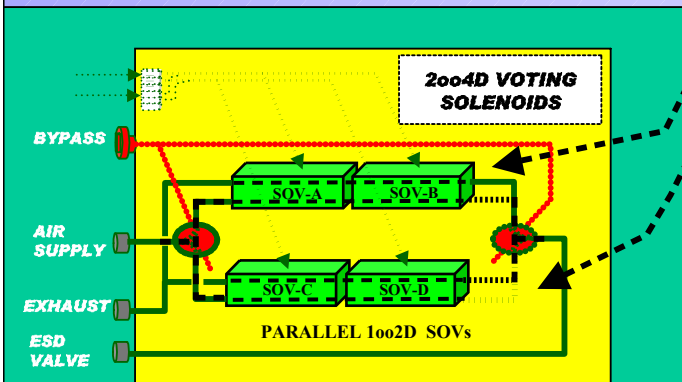 2oo4D VOTING
SOLENOIDS
BYPASS
SOV-A
SOV-B
AIR
SUPPLY
SOV-C
SOV-D
EXHAUST
PARALLEL 1oo2D SOVs
ESD
VALVE